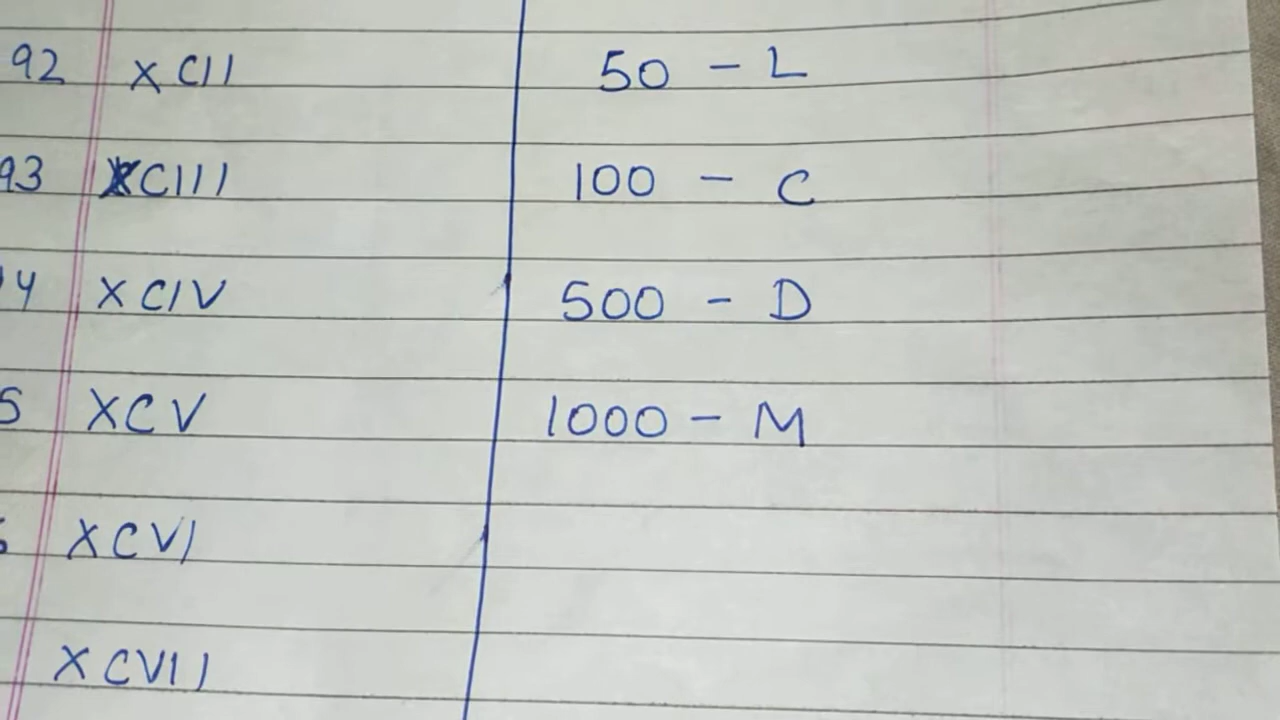 92 XCII
93 XCIII
4 XCIV
5 XCV
XCVI
XCVII
50 - L
100 - C
500 - D
1000 - M